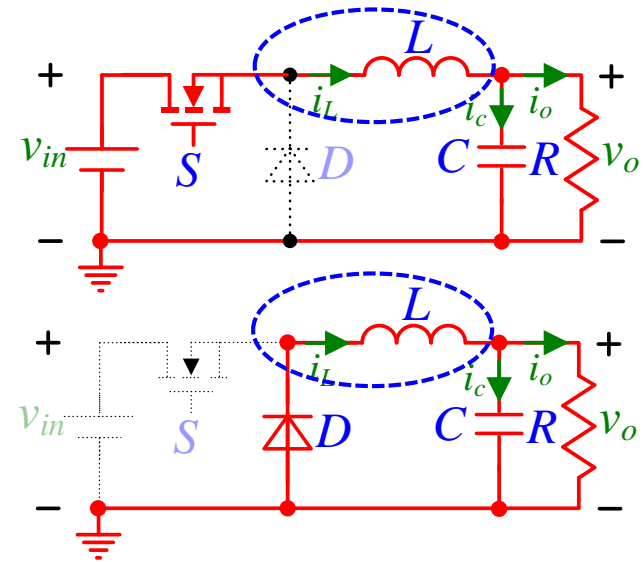 L
+ i_L i_c i_o +
v_in S D C R v_o
− −
L
+ i_L i_c i_o +
v_in S D C R v_o
− −